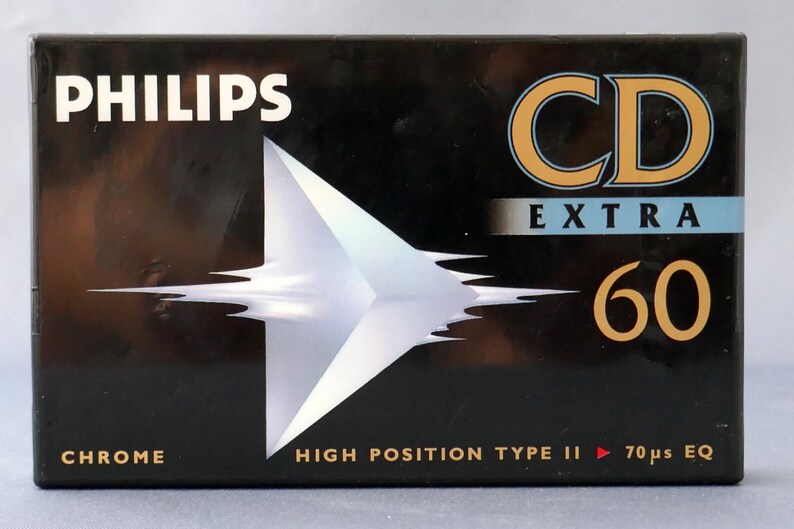 PHILIPS
CD
EXTRA
60
CHROME
HIGH POSITION TYPE II ▶ 70µs EQ